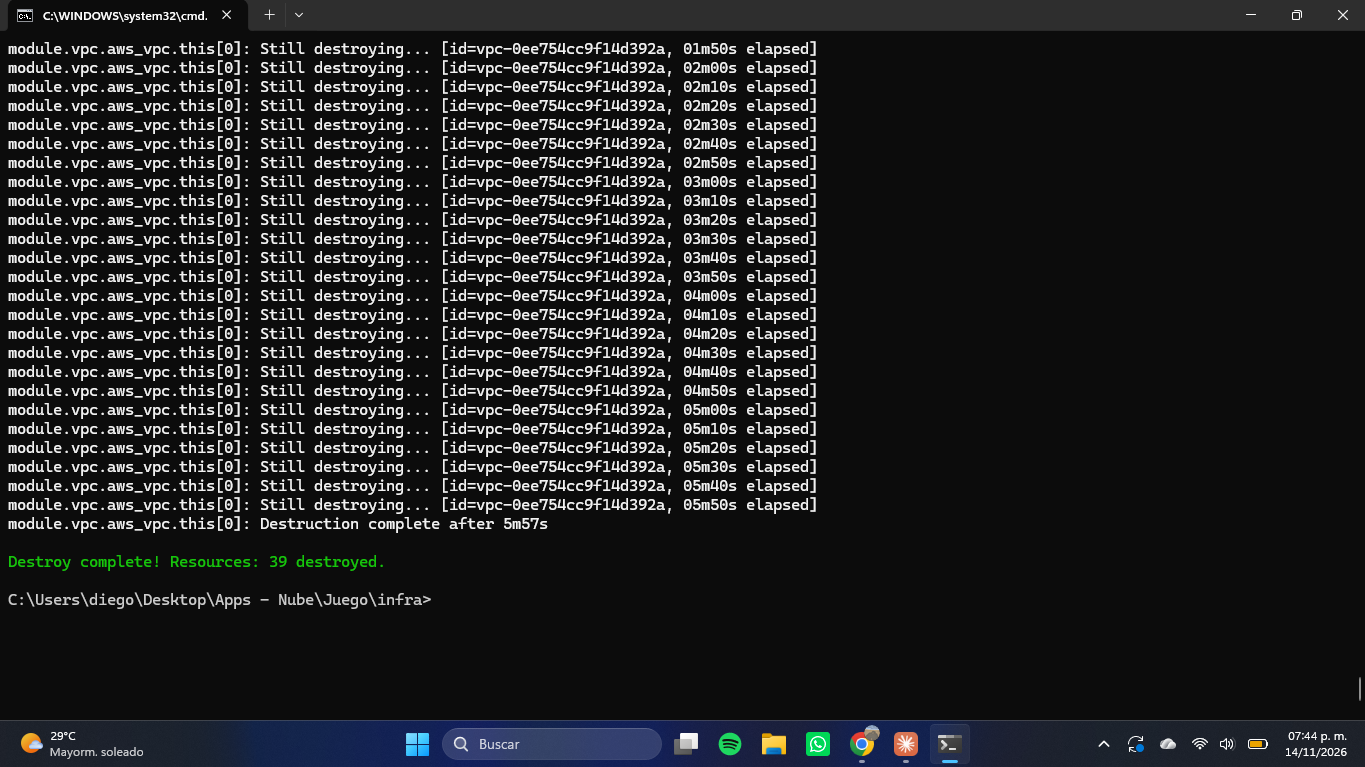 C:\WINDOWS\system32\cmd.
module.vpc.aws_vpc.this[0]: Still destroying... [id=vpc-0ee754cc9f14d392a, 01m50s elapsed]
module.vpc.aws_vpc.this[0]: Still destroying... [id=vpc-0ee754cc9f14d392a, 02m00s elapsed]
module.vpc.aws_vpc.this[0]: Still destroying... [id=vpc-0ee754cc9f14d392a, 02m10s elapsed]
module.vpc.aws_vpc.this[0]: Still destroying... [id=vpc-0ee754cc9f14d392a, 02m20s elapsed]
module.vpc.aws_vpc.this[0]: Still destroying... [id=vpc-0ee754cc9f14d392a, 02m30s elapsed]
module.vpc.aws_vpc.this[0]: Still destroying... [id=vpc-0ee754cc9f14d392a, 02m40s elapsed]
module.vpc.aws_vpc.this[0]: Still destroying... [id=vpc-0ee754cc9f14d392a, 02m50s elapsed]
module.vpc.aws_vpc.this[0]: Still destroying... [id=vpc-0ee754cc9f14d392a, 03m00s elapsed]
module.vpc.aws_vpc.this[0]: Still destroying... [id=vpc-0ee754cc9f14d392a, 03m10s elapsed]
module.vpc.aws_vpc.this[0]: Still destroying... [id=vpc-0ee754cc9f14d392a, 03m20s elapsed]
module.vpc.aws_vpc.this[0]: Still destroying... [id=vpc-0ee754cc9f14d392a, 03m30s elapsed]
module.vpc.aws_vpc.this[0]: Still destroying... [id=vpc-0ee754cc9f14d392a, 03m40s elapsed]
module.vpc.aws_vpc.this[0]: Still destroying... [id=vpc-0ee754cc9f14d392a, 03m50s elapsed]
module.vpc.aws_vpc.this[0]: Still destroying... [id=vpc-0ee754cc9f14d392a, 04m00s elapsed]
module.vpc.aws_vpc.this[0]: Still destroying... [id=vpc-0ee754cc9f14d392a, 04m10s elapsed]
module.vpc.aws_vpc.this[0]: Still destroying... [id=vpc-0ee754cc9f14d392a, 04m20s elapsed]
module.vpc.aws_vpc.this[0]: Still destroying... [id=vpc-0ee754cc9f14d392a, 04m30s elapsed]
module.vpc.aws_vpc.this[0]: Still destroying... [id=vpc-0ee754cc9f14d392a, 04m40s elapsed]
module.vpc.aws_vpc.this[0]: Still destroying... [id=vpc-0ee754cc9f14d392a, 04m50s elapsed]
module.vpc.aws_vpc.this[0]: Still destroying... [id=vpc-0ee754cc9f14d392a, 05m00s elapsed]
module.vpc.aws_vpc.this[0]: Still destroying... [id=vpc-0ee754cc9f14d392a, 05m10s elapsed]
module.vpc.aws_vpc.this[0]: Still destroying... [id=vpc-0ee754cc9f14d392a, 05m20s elapsed]
module.vpc.aws_vpc.this[0]: Still destroying... [id=vpc-0ee754cc9f14d392a, 05m30s elapsed]
module.vpc.aws_vpc.this[0]: Still destroying... [id=vpc-0ee754cc9f14d392a, 05m40s elapsed]
module.vpc.aws_vpc.this[0]: Still destroying... [id=vpc-0ee754cc9f14d392a, 05m50s elapsed]
module.vpc.aws_vpc.this[0]: Destruction complete after 5m57s
Destroy complete! Resources: 39 destroyed.
C:\Users\diego\Desktop\Apps - Nube\Juego\infra>
29°C
Mayorm. soleado
Buscar
07:44 p. m.
14/11/2026